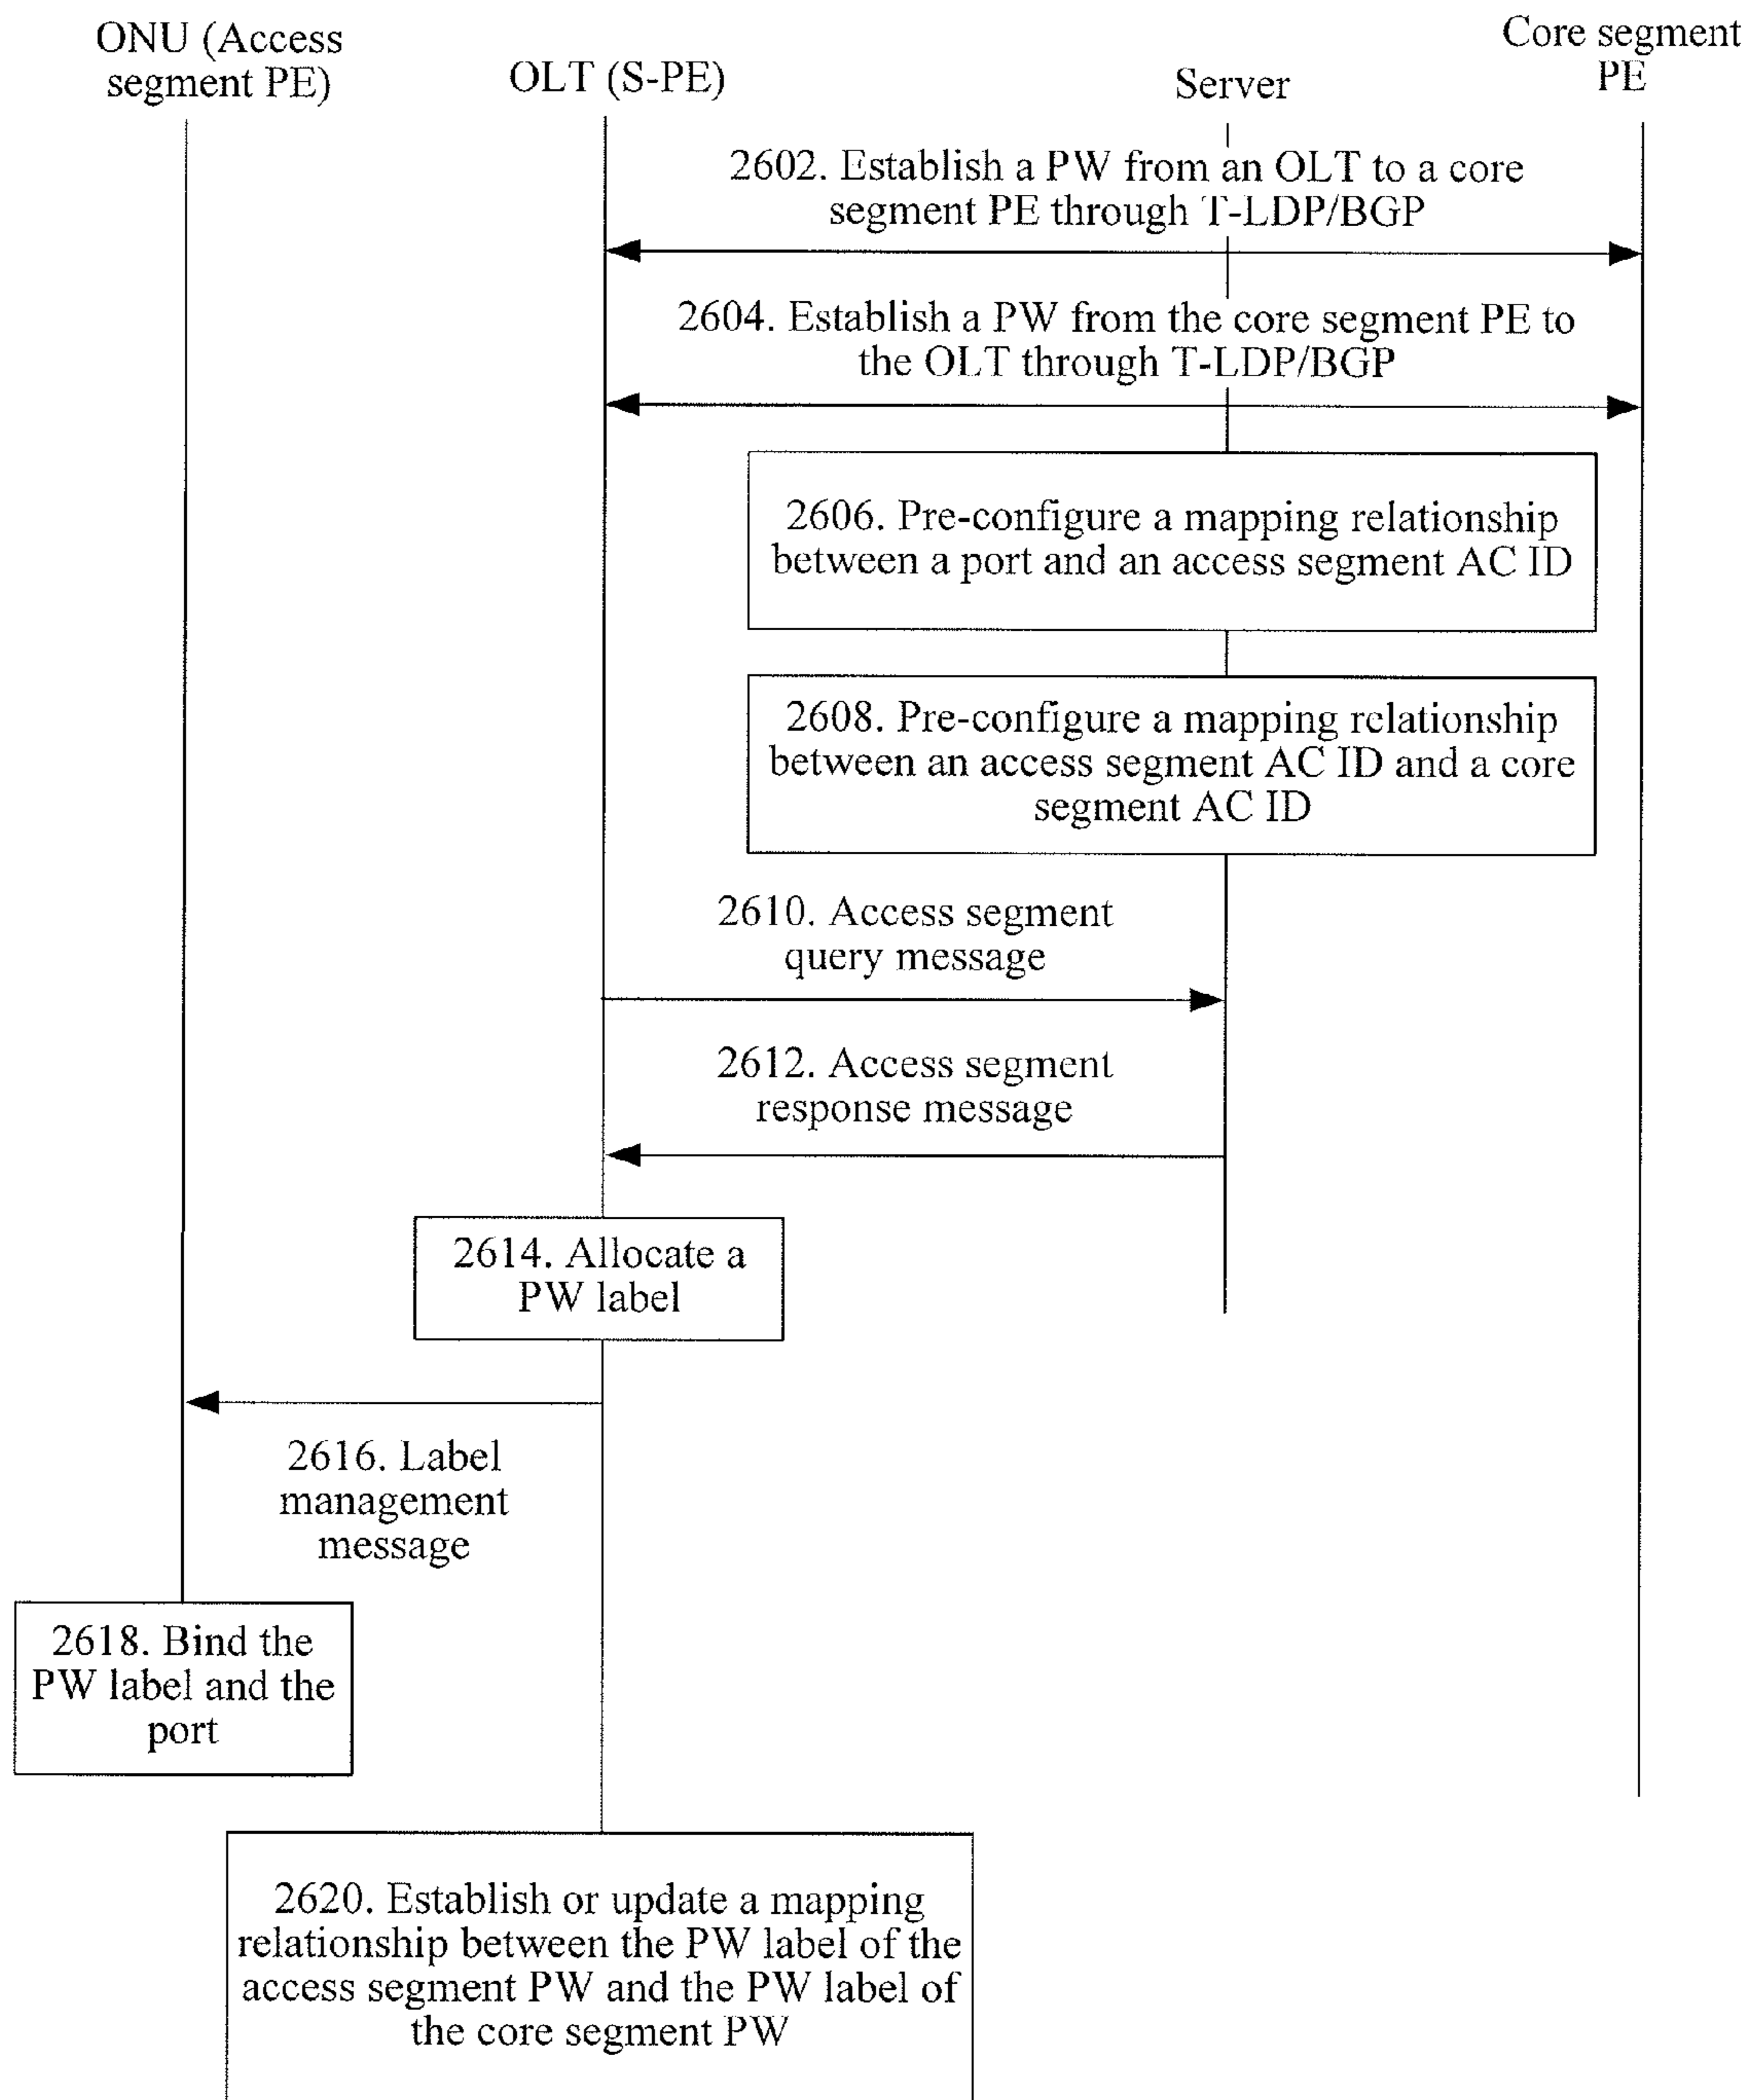 ONU (Access
segment PE)
OLT (S-PE)
Server
Core segment
PE
2602. Establish a PW from an OLT to a core
segment PE through T-LDP/BGP
2604. Establish a PW from the core segment PE to
the OLT through T-LDP/BGP
2606. Pre-configure a mapping relationship
between a port and an access segment AC ID
2608. Pre-configure a mapping relationship
between an access segment AC ID and a core
segment AC ID
2610. Access segment
query message
2612. Access segment
response message
2614. Allocate a
PW label
2616. Label
management
message
2618. Bind the
PW label and the
port
2620. Establish or update a mapping
relationship between the PW label of the
access segment PW and the PW label of
the core segment PW